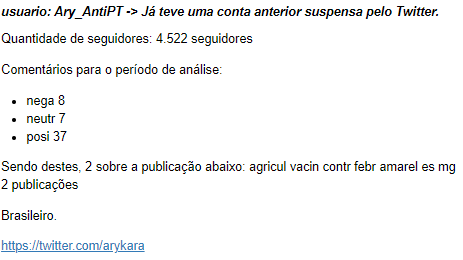 usuario: Ary_AntiPT -> Já teve uma conta anterior suspensa pelo Twitter.
Quantidade de seguidores: 4.522 seguidores
Comentários para o período de análise:
• nega 8
• neutr 7
• posi 37
Sendo destes, 2 sobre a publicação abaixo: agricul vacin contr febr amarel es mg
2 publicações
Brasileiro.
https://twitter.com/arykara